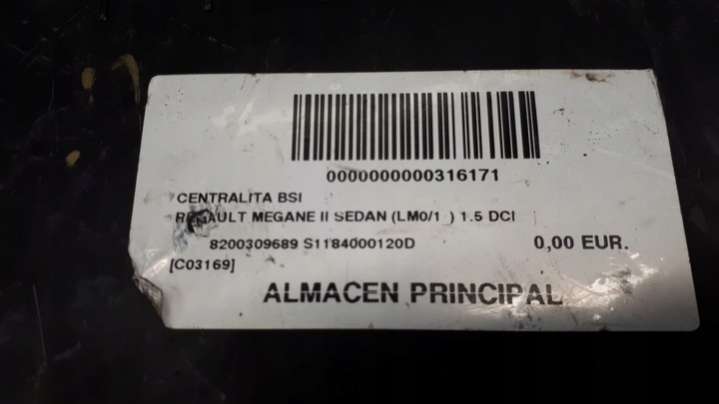 0000000000316171
CENTRALITA BSI
RENAULT MEGANE II SEDAN (LM0/1 ) 1.5 DCI
8200309689 S1184000120D 0,00 EUR.
[C03169]
ALMACEN PRINCIPAL